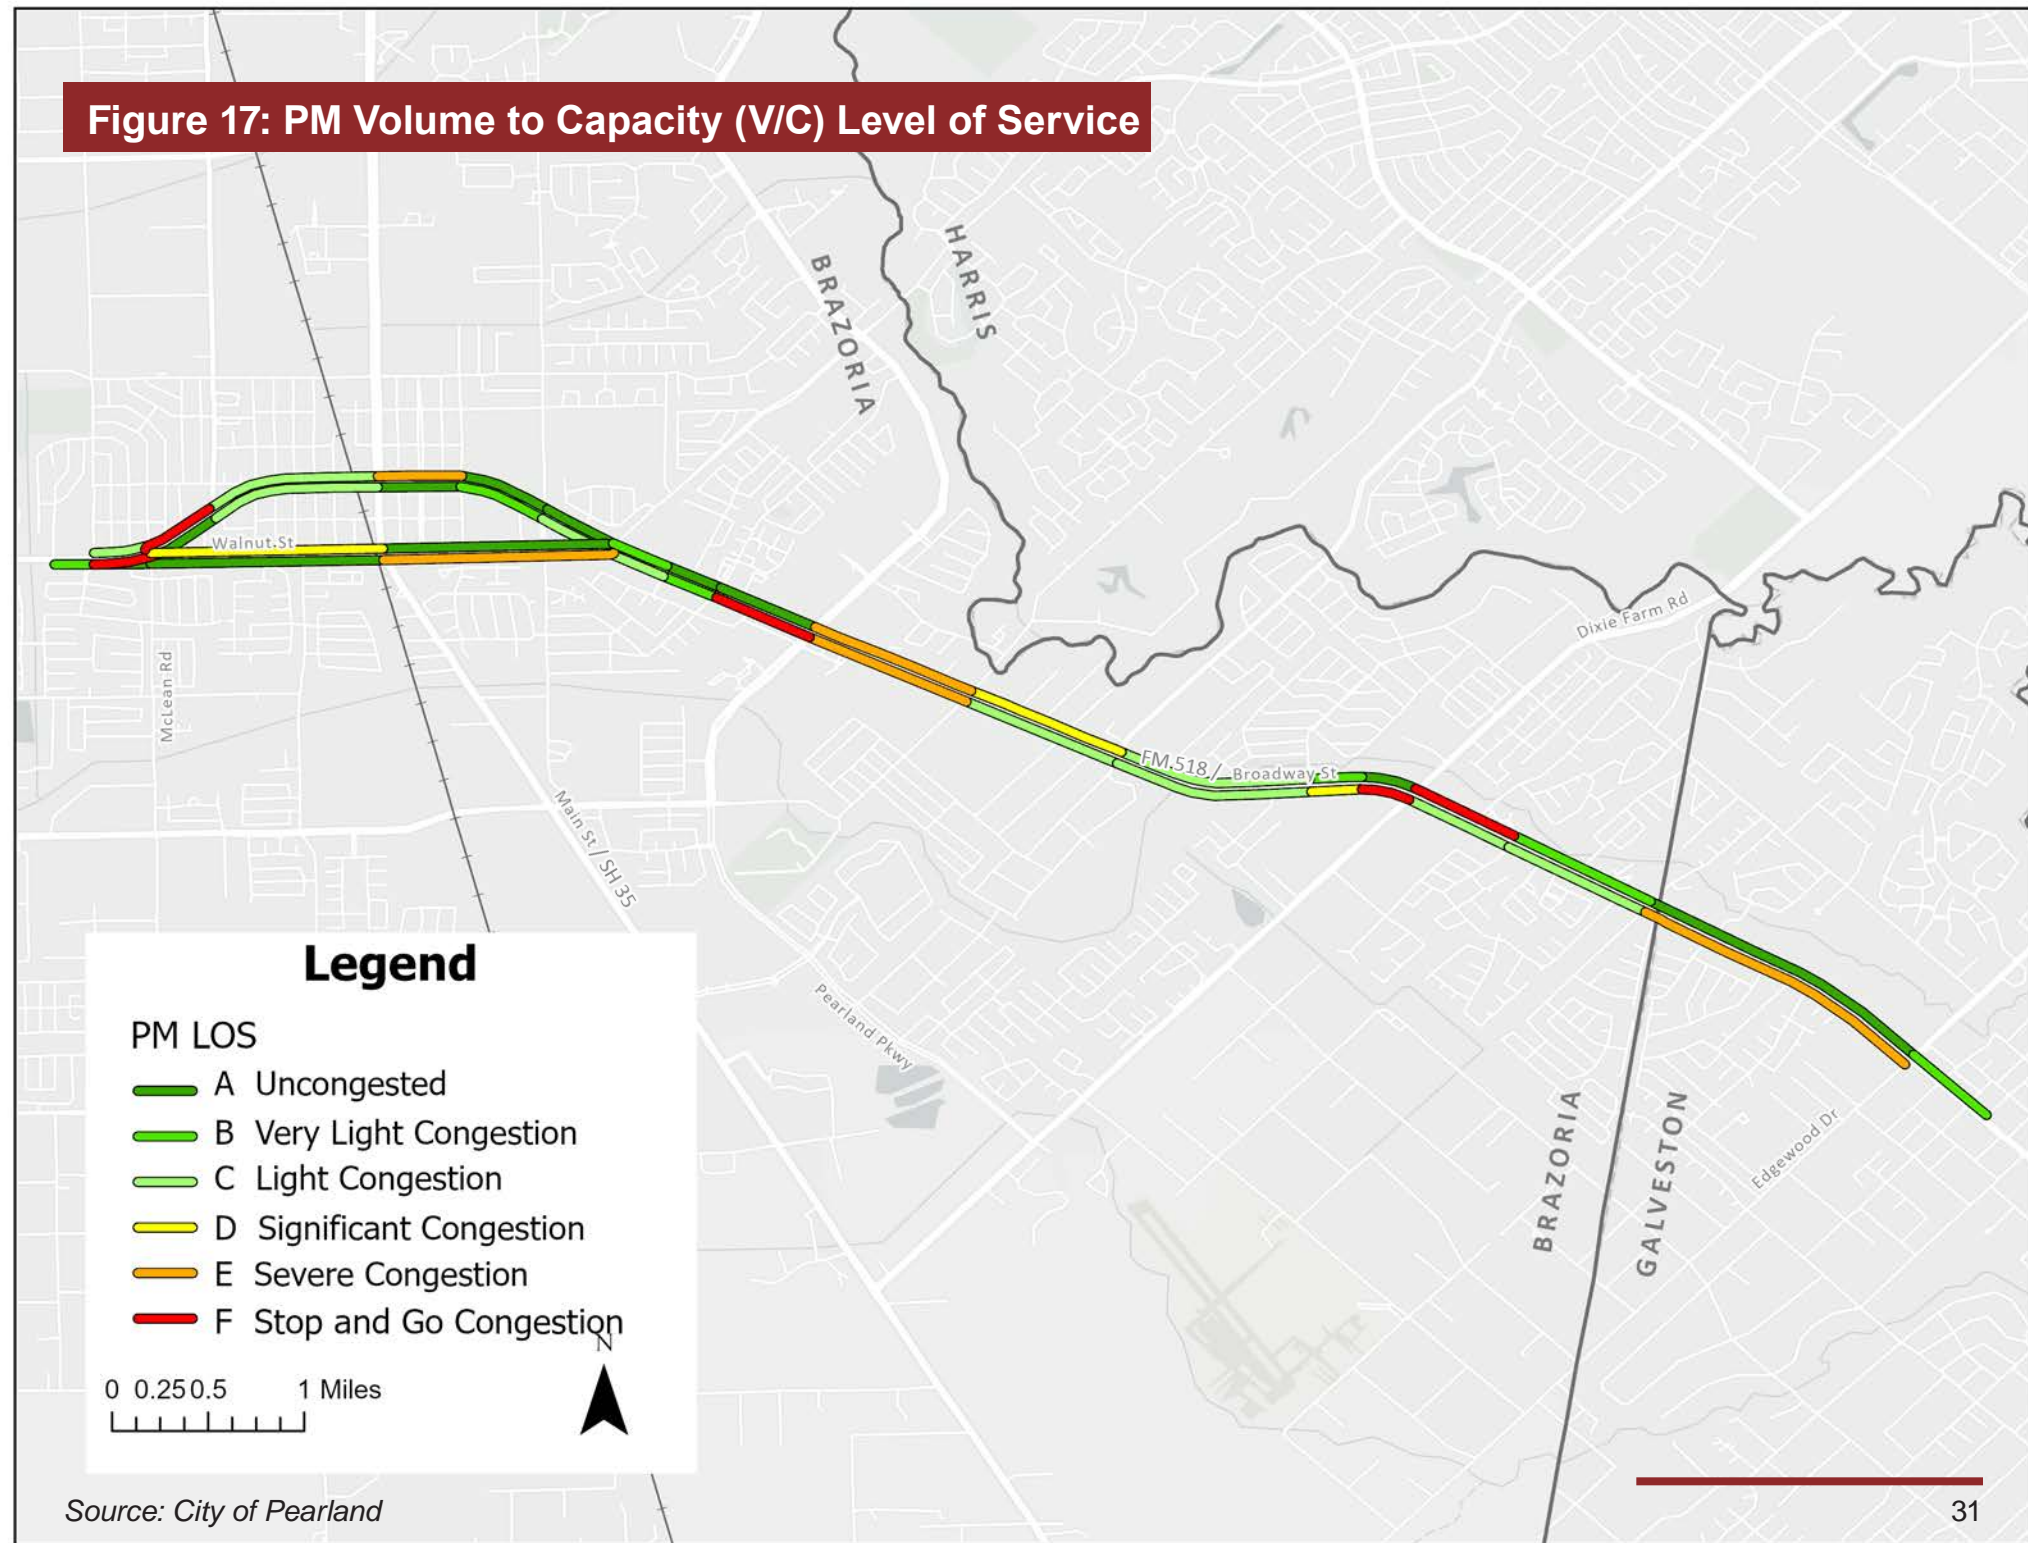 Figure 17: PM Volume to Capacity (V/C) Level of Service
HARRIS
BRAZORIA
Walnut St
Dixie Farm Rd
McLean Rd
FM 518 / Broadway St
Main St / SH 35
Pearland Pkwy
BRAZORIA
GALVESTON
Edgewood Dr
Legend
PM LOS
A Uncongested
B Very Light Congestion
C Light Congestion
D Significant Congestion
E Severe Congestion
F Stop and Go Congestion
N
0 0.25 0.5 1 Miles
Source: City of Pearland
31